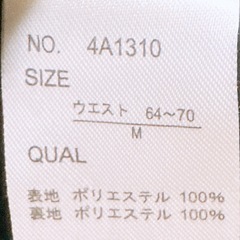 NO. 4A1310
SIZE
ウエスト 64～70
M
QUAL
表地 ポリエステル 100%
裏地 ポリエステル 100%